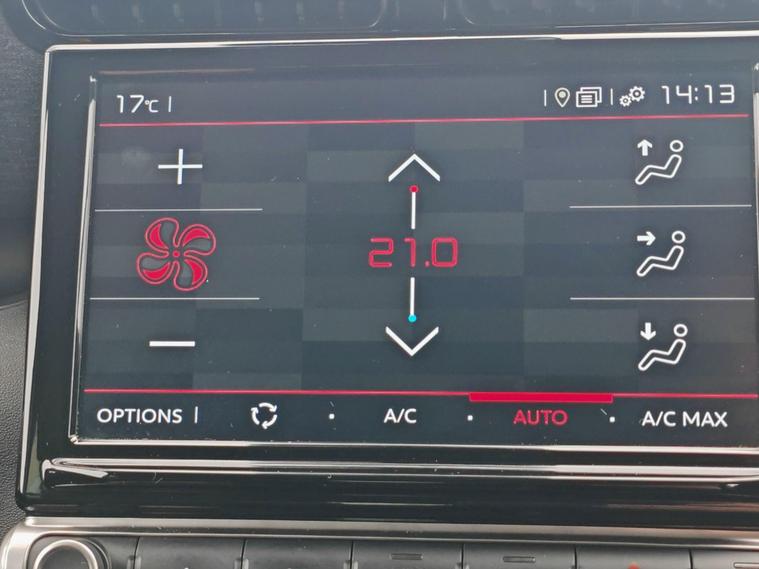 17°C 14:13
21.0
OPTIONS A/C AUTO A/C MAX